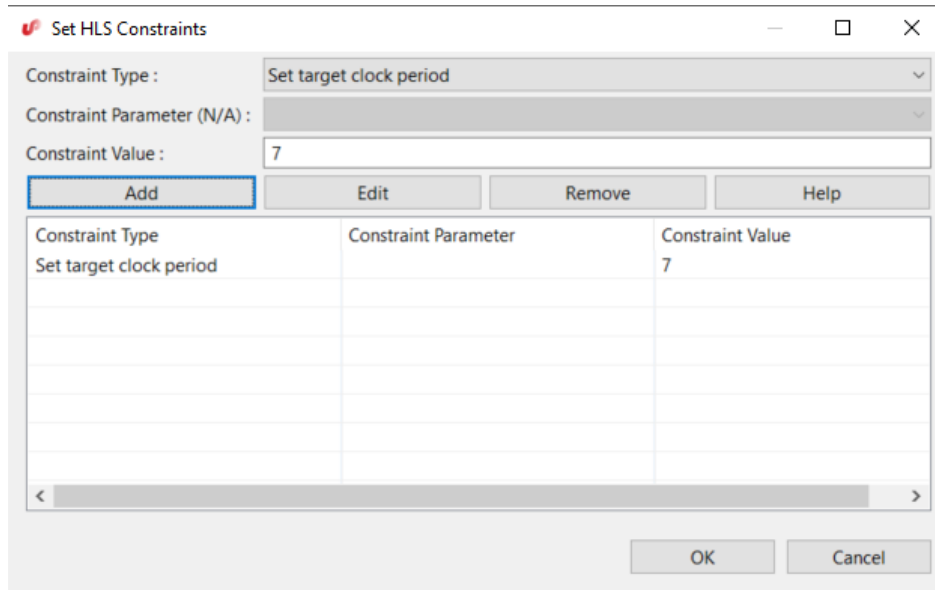 Set HLS Constraints
Constraint Type : Set target clock period
Constraint Parameter (N/A) :
Constraint Value : 7
Add Edit Remove Help
Constraint Type Constraint Parameter Constraint Value
Set target clock period 7
OK Cancel